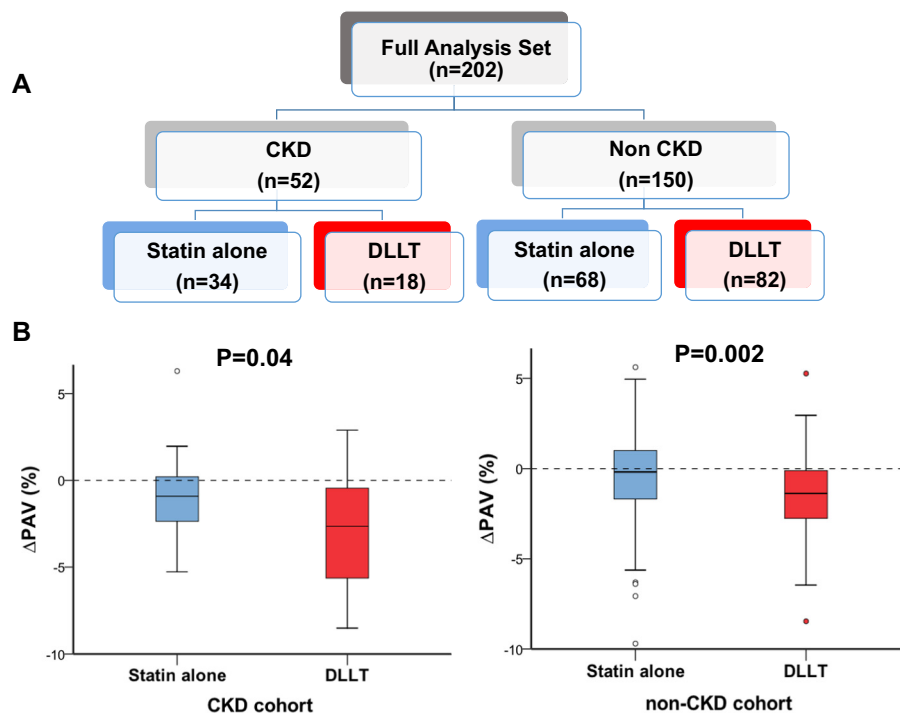 A
Full Analysis Set
(n=202)
CKD
(n=52)
Non CKD
(n=150)
Statin alone
(n=34)
DLLT
(n=18)
Statin alone
(n=68)
DLLT
(n=82)
B
P=0.04
5
0
-5
-10
ΔPAV (%)
Statin alone DLLT
CKD cohort
P=0.002
5
0
-5
-10
ΔPAV (%)
Statin alone DLLT
non-CKD cohort